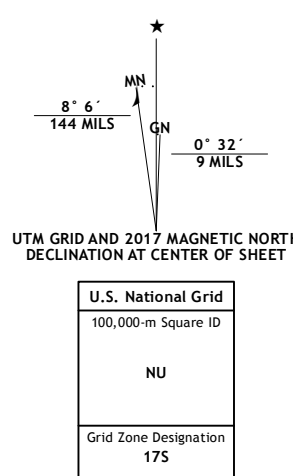 ★
MN
8° 6´
144 MILS
GN
0° 32´
9 MILS
UTM GRID AND 2017 MAGNETIC NORTH
DECLINATION AT CENTER OF SHEET
U.S. National Grid
100,000-m Square ID
NU
Grid Zone Designation
17S